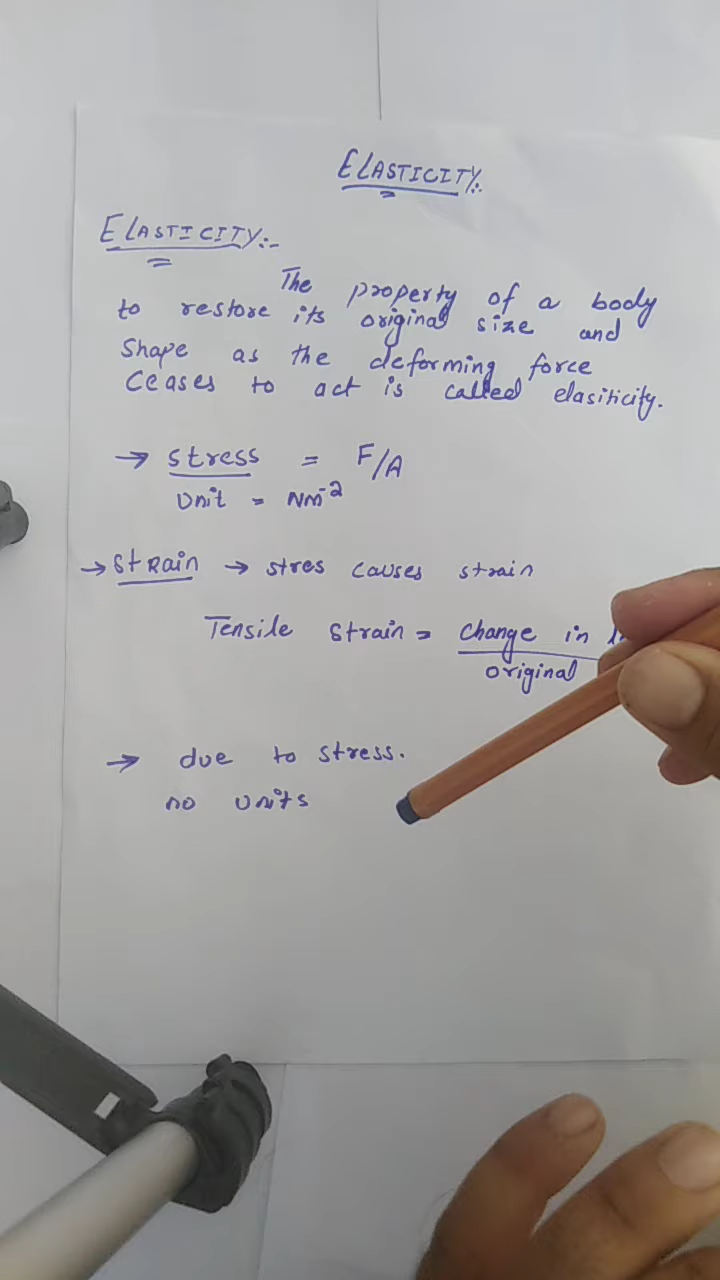 ELASTICITY:.
ELASTICITY:-
The property of a body
to restore its original size and
Shape as the deforming force
Ceases to act is called elasiticity.
→ Stress = F/A
Unit = Nm⁻²
→ StRain → stres causes strain
Tensile Strain = Change in
original
→ due to stress.
no units